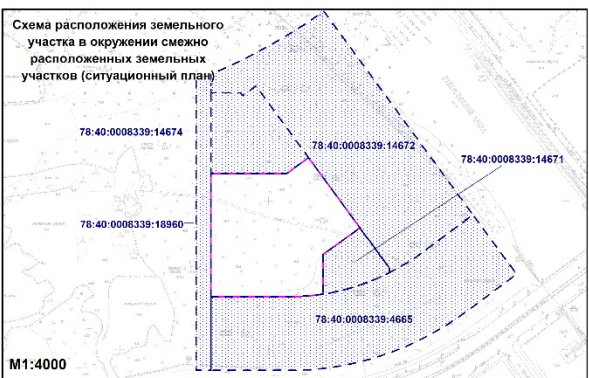 Схема расположения земельного
участка в окружении смежно
расположенных земельных
участков (ситуационный план)
78:40:0008339:14674
78:40:0008339:14672
78:40:0008339:14671
78:40:0008339:18960
78:40:0008339:4665
М1:4000